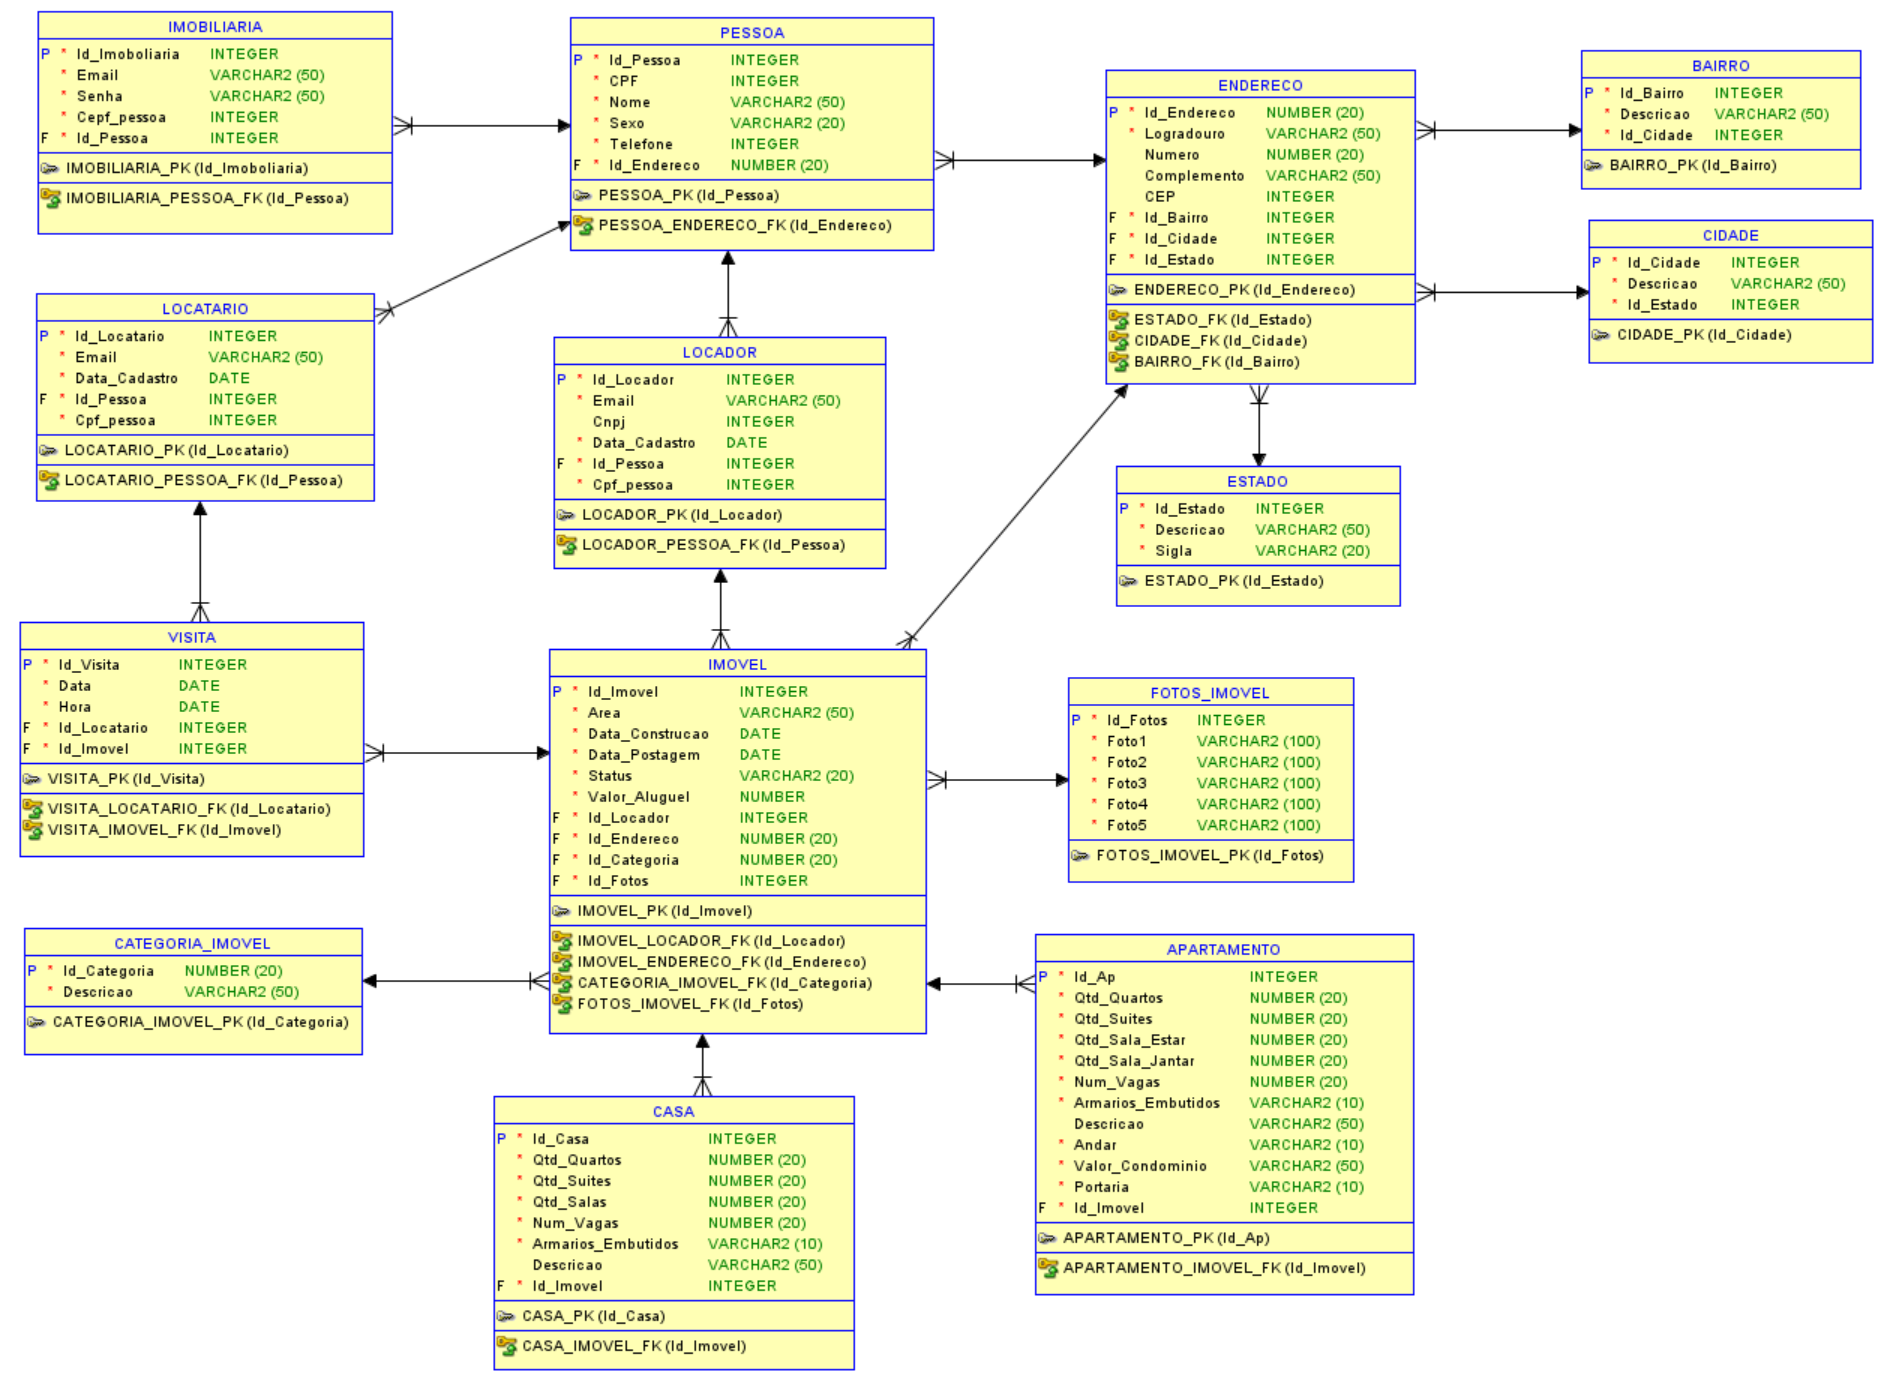 IMOBILIARIA
P * Id_Imoboliaria INTEGER
* Email VARCHAR2 (50)
* Senha VARCHAR2 (50)
* Cepf_pessoa INTEGER
F * Id_Pessoa INTEGER
IMOBILIARIA_PK (Id_Imoboliaria)
IMOBILIARIA_PESSOA_FK (Id_Pessoa)
PESSOA
P * Id_Pessoa INTEGER
* CPF INTEGER
* Nome VARCHAR2 (50)
* Sexo VARCHAR2 (20)
* Telefone INTEGER
F * Id_Endereco NUMBER (20)
PESSOA_PK (Id_Pessoa)
PESSOA_ENDERECO_FK (Id_Endereco)
ENDERECO
P * Id_Endereco NUMBER (20)
* Logradouro VARCHAR2 (50)
Numero NUMBER (20)
Complemento VARCHAR2 (50)
CEP INTEGER
F * Id_Bairro INTEGER
F * Id_Cidade INTEGER
F * Id_Estado INTEGER
ENDERECO_PK (Id_Endereco)
ESTADO_FK (Id_Estado)
CIDADE_FK (Id_Cidade)
BAIRRO_FK (Id_Bairro)
BAIRRO
P * Id_Bairro INTEGER
* Descricao VARCHAR2 (50)
* Id_Cidade INTEGER
BAIRRO_PK (Id_Bairro)
CIDADE
P * Id_Cidade INTEGER
* Descricao VARCHAR2 (50)
* Id_Estado INTEGER
CIDADE_PK (Id_Cidade)
LOCATARIO
P * Id_Locatario INTEGER
* Email VARCHAR2 (50)
* Data_Cadastro DATE
F * Id_Pessoa INTEGER
* Cpf_pessoa INTEGER
LOCATARIO_PK (Id_Locatario)
LOCATARIO_PESSOA_FK (Id_Pessoa)
LOCADOR
P * Id_Locador INTEGER
* Email VARCHAR2 (50)
Cnpj INTEGER
* Data_Cadastro DATE
F * Id_Pessoa INTEGER
* Cpf_pessoa INTEGER
LOCADOR_PK (Id_Locador)
LOCADOR_PESSOA_FK (Id_Pessoa)
ESTADO
P * Id_Estado INTEGER
* Descricao VARCHAR2 (50)
* Sigla VARCHAR2 (20)
ESTADO_PK (Id_Estado)
VISITA
P * Id_Visita INTEGER
* Data DATE
* Hora DATE
F * Id_Locatario INTEGER
F * Id_Imovel INTEGER
VISITA_PK (Id_Visita)
VISITA_LOCATARIO_FK (Id_Locatario)
VISITA_IMOVEL_FK (Id_Imovel)
IMOVEL
P * Id_Imovel INTEGER
* Area VARCHAR2 (50)
* Data_Construcao DATE
* Data_Postagem DATE
* Status VARCHAR2 (20)
* Valor_Aluguel NUMBER
F * Id_Locador INTEGER
F * Id_Endereco NUMBER (20)
F * Id_Categoria NUMBER (20)
F * Id_Fotos INTEGER
IMOVEL_PK (Id_Imovel)
IMOVEL_LOCADOR_FK (Id_Locador)
IMOVEL_ENDERECO_FK (Id_Endereco)
CATEGORIA_IMOVEL_FK (Id_Categoria)
FOTOS_IMOVEL_FK (Id_Fotos)
FOTOS_IMOVEL
P * Id_Fotos INTEGER
* Foto1 VARCHAR2 (100)
* Foto2 VARCHAR2 (100)
* Foto3 VARCHAR2 (100)
* Foto4 VARCHAR2 (100)
* Foto5 VARCHAR2 (100)
FOTOS_IMOVEL_PK (Id_Fotos)
CATEGORIA_IMOVEL
P * Id_Categoria NUMBER (20)
* Descricao VARCHAR2 (50)
CATEGORIA_IMOVEL_PK (Id_Categoria)
APARTAMENTO
P * Id_Ap INTEGER
* Qtd_Quartos NUMBER (20)
* Qtd_Suites NUMBER (20)
* Qtd_Sala_Estar NUMBER (20)
* Qtd_Sala_Jantar NUMBER (20)
* Num_Vagas NUMBER (20)
* Armarios_Embutidos VARCHAR2 (10)
Descricao VARCHAR2 (50)
* Andar VARCHAR2 (10)
* Valor_Condominio VARCHAR2 (50)
* Portaria VARCHAR2 (10)
F * Id_Imovel INTEGER
APARTAMENTO_PK (Id_Ap)
APARTAMENTO_IMOVEL_FK (Id_Imovel)
CASA
P * Id_Casa INTEGER
* Qtd_Quartos NUMBER (20)
* Qtd_Suites NUMBER (20)
* Qtd_Salas NUMBER (20)
* Num_Vagas NUMBER (20)
* Armarios_Embutidos VARCHAR2 (10)
Descricao VARCHAR2 (50)
F * Id_Imovel INTEGER
CASA_PK (Id_Casa)
CASA_IMOVEL_FK (Id_Imovel)